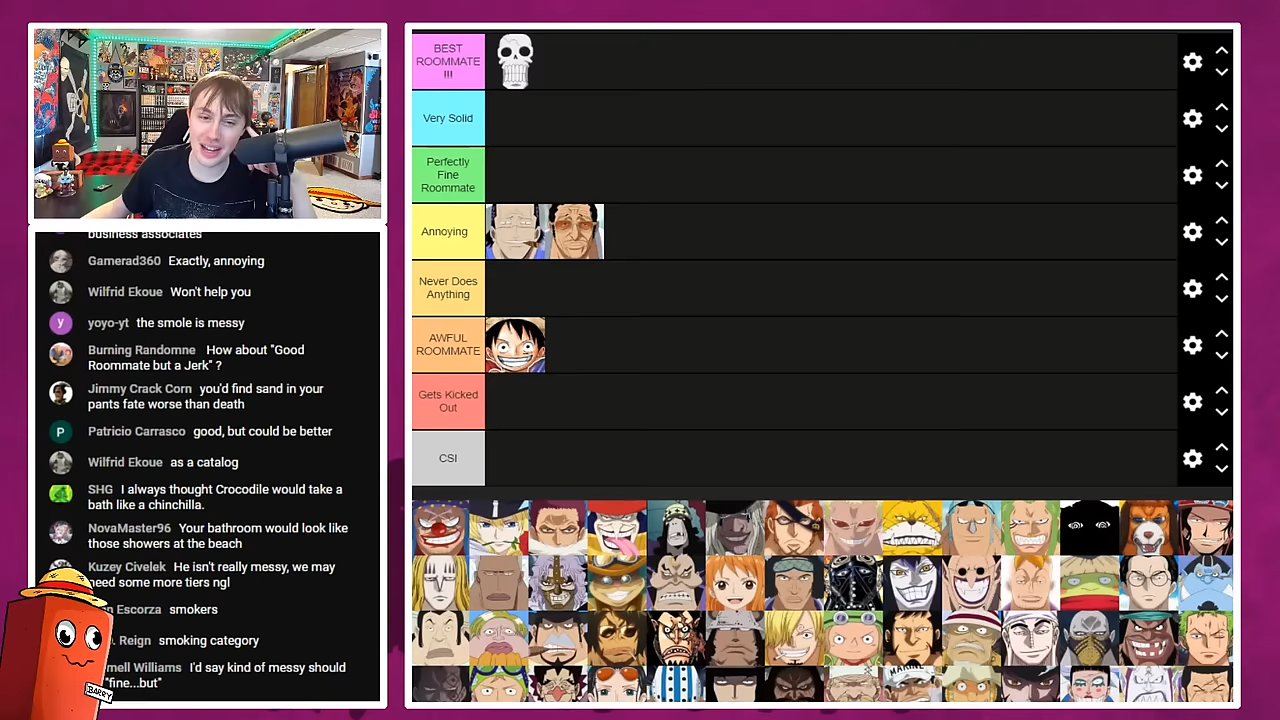 BEST
ROOMMATE
!!!
Very Solid
Perfectly
Fine
Roommate
Annoying
Never Does
Anything
AWFUL
ROOMMATE
Gets Kicked
Out
CSI
business associates
Gamerad360 Exactly, annoying
Wilfrid Ekoue Won't help you
y
yoyo-yt the smole is messy
Burning Randomne How about "Good
Roommate but a Jerk" ?
Jimmy Crack Corn you'd find sand in your
pants fate worse than death
P
Patricio Carrasco good, but could be better
Wilfrid Ekoue as a catalog
SHG I always thought Crocodile would take a
bath like a chinchilla.
NovaMaster96 Your bathroom would look like
those showers at the beach
Kuzey Civelek He isn't really messy, we may
need some more tiers ngl
Escorza smokers
Reign smoking category
Williams I'd say kind of messy should
"fine...but"
BARRY